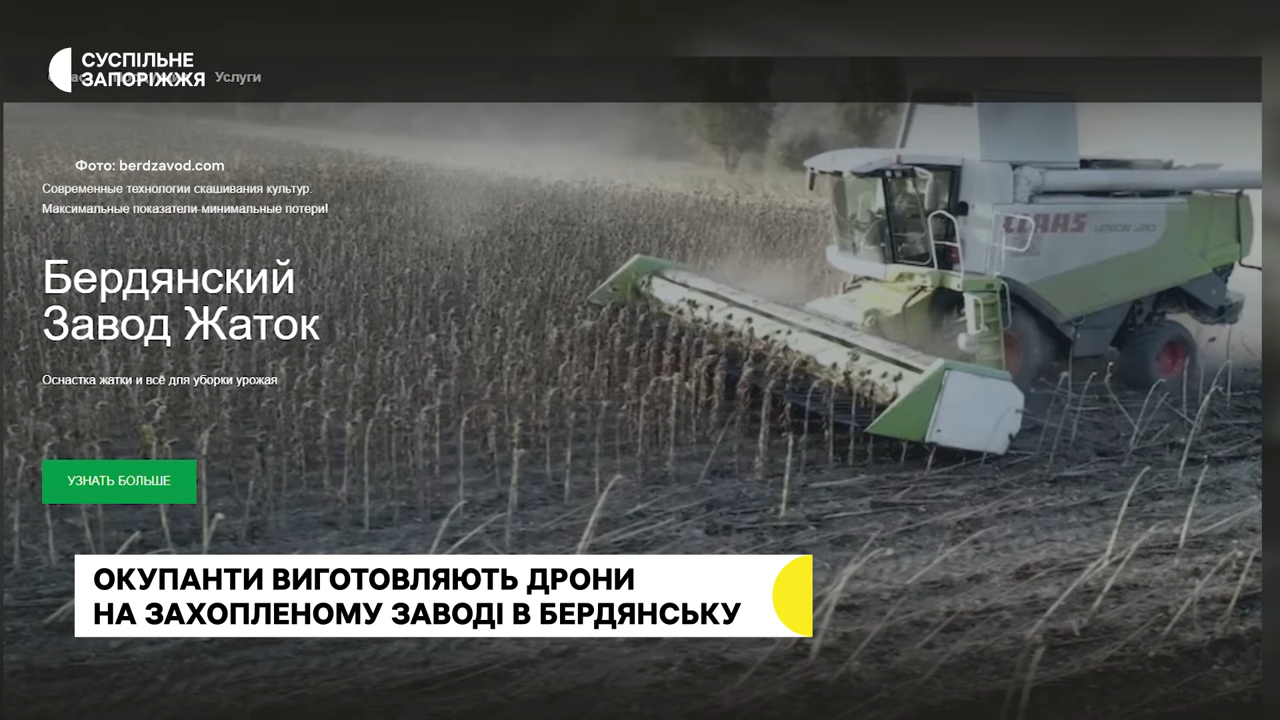 СУСПІЛЬНЕ
ЗАПОРІЖЖЯ
Услуги
Фото: berdzavod.com
Современные технологии скашивания культур.
Максимальные показатели-минимальные потери!
Бердянский
Завод Жаток
CLAAS
Оснастка жатки и всё для уборки урожая
УЗНАТЬ БОЛЬШЕ
ОКУПАНТИ ВИГОТОВЛЯЮТЬ ДРОНИ
НА ЗАХОПЛЕНОМУ ЗАВОДІ В БЕРДЯНСЬКУ